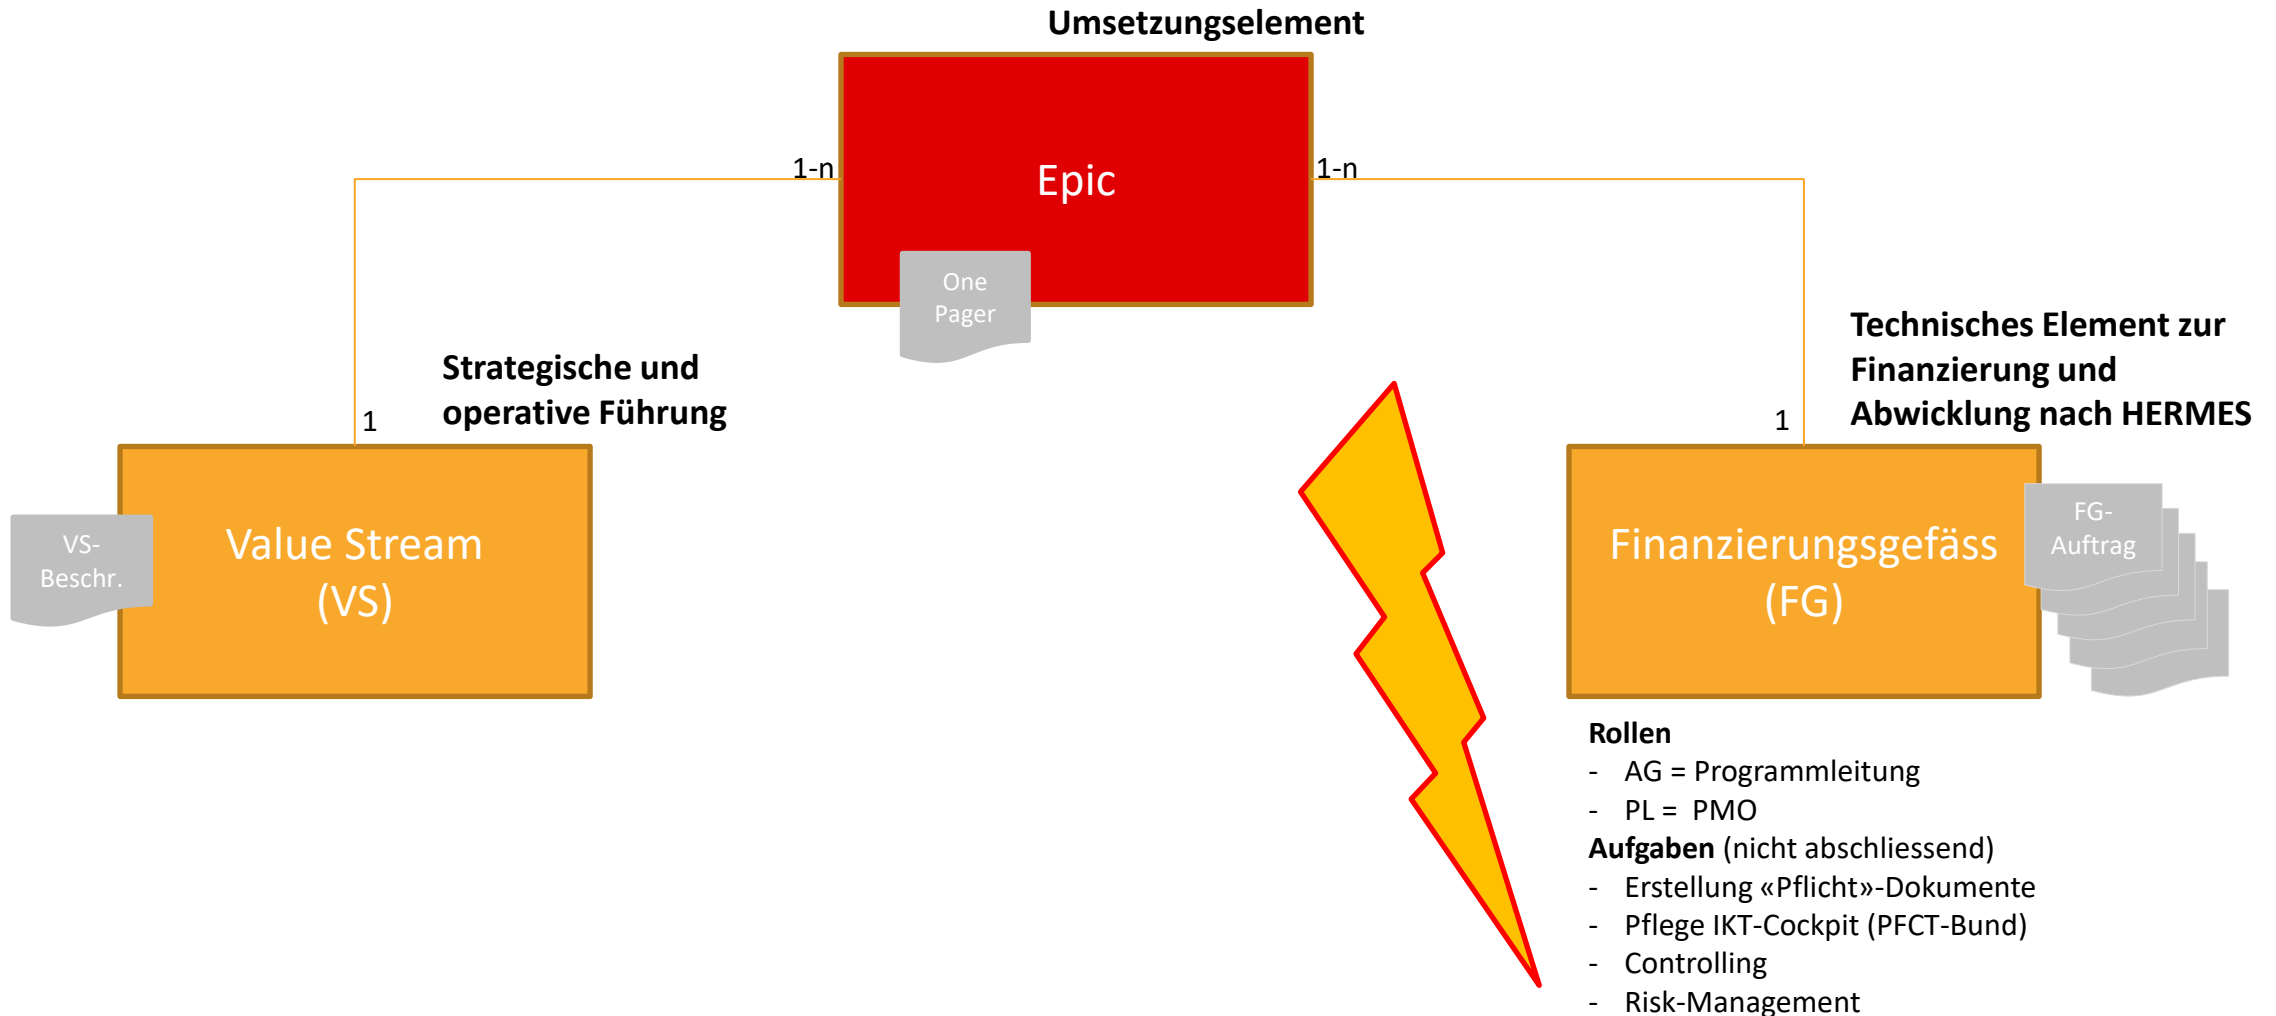 Umsetzungselement
1-n
Epic
1-n
One
Pager
Strategische und
operative Führung
1
Technisches Element zur
Finanzierung und
Abwicklung nach HERMES
1
VS-
Beschr.
Value Stream
(VS)
Finanzierungsgefäss
(FG)
FG-
Auftrag
Rollen
- AG = Programmleitung
- PL = PMO
Aufgaben (nicht abschliessend)
- Erstellung «Pflicht»-Dokumente
- Pflege IKT-Cockpit (PFCT-Bund)
- Controlling
- Risk-Management